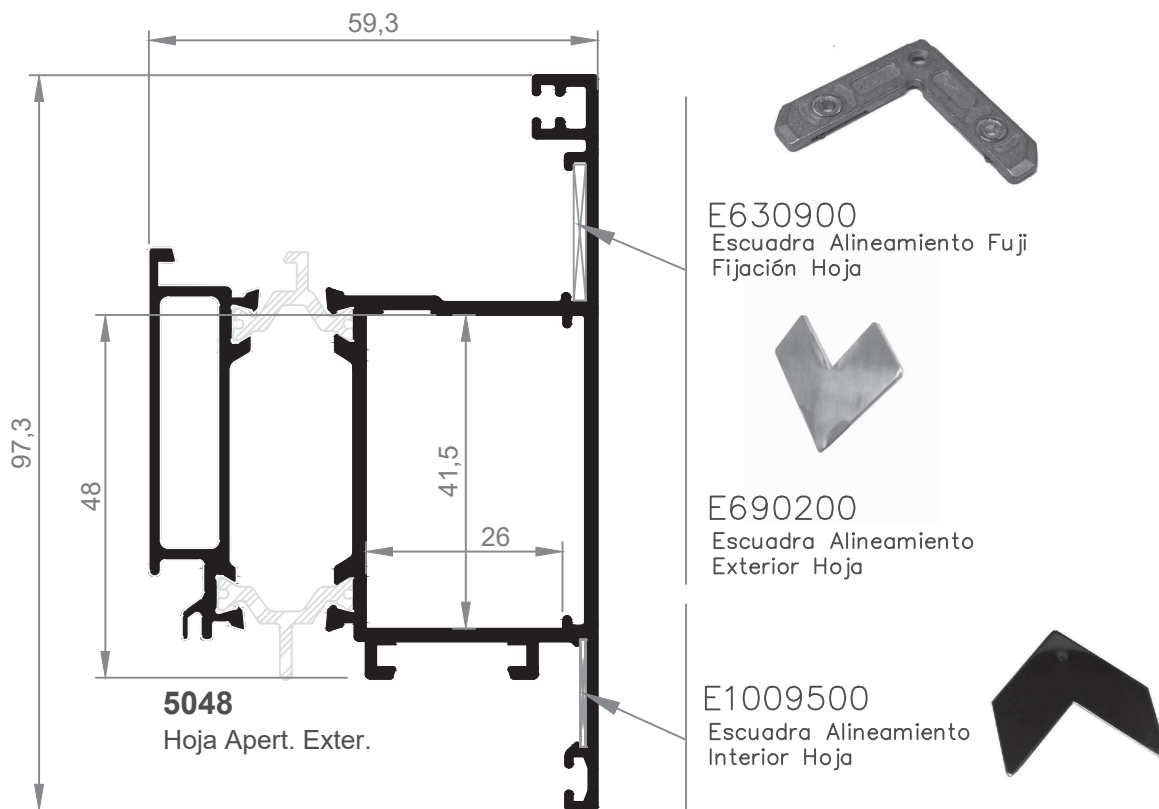 59,3
97,3
48
41,5
26
5048
Hoja Apert. Exter.
E630900
Escuadra Alineamiento Fuji
Fijación Hoja
E690200
Escuadra Alineamiento
Exterior Hoja
E1009500
Escuadra Alineamiento
Interior Hoja